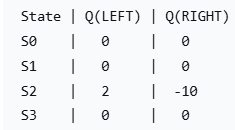 State | Q(LEFT) | Q(RIGHT)
S0 | 0 | 0
S1 | 0 | 0
S2 | 2 | -10
S3 | 0 | 0